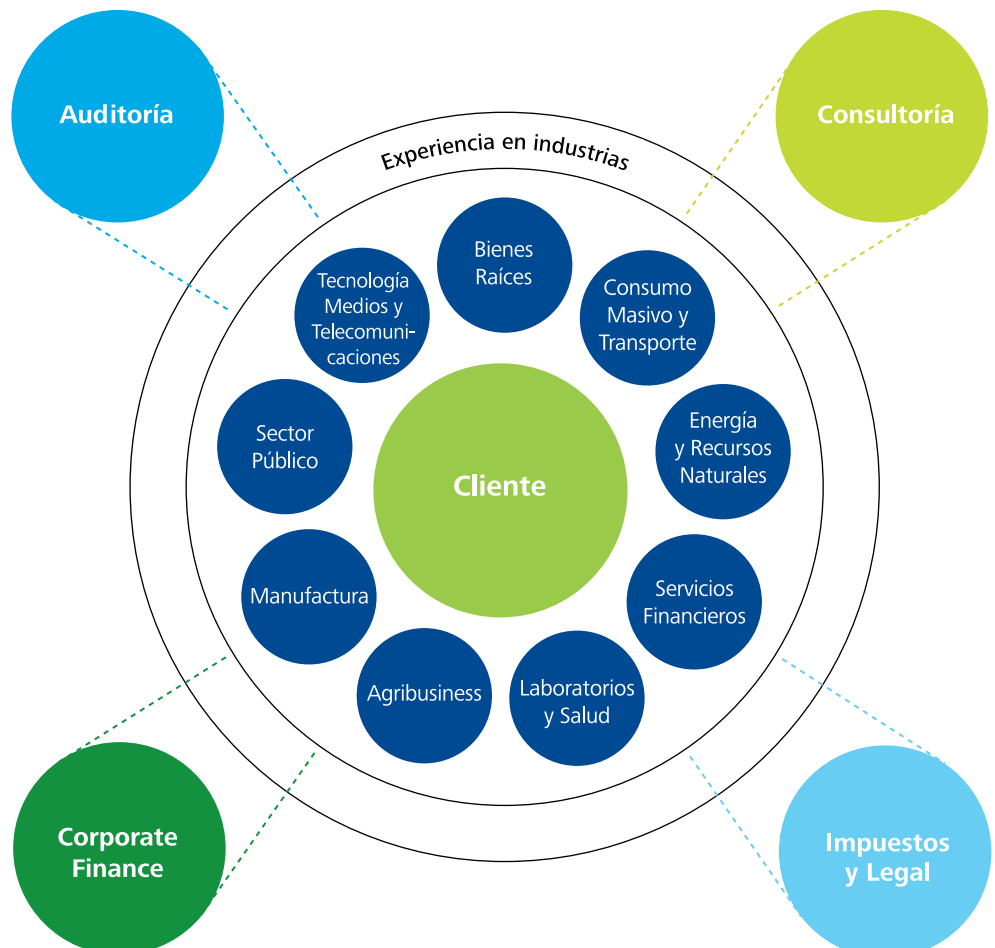 Auditoría
Consultoría
Experiencia en industrias
Bienes
Raíces
Tecnología
Medios y
Telecomuni-
caciones
Consumo
Masivo y
Transporte
Sector
Público
Energía
y Recursos
Naturales
Cliente
Manufactura
Servicios
Financieros
Agribusiness
Laboratorios
y Salud
Corporate
Finance
Impuestos
y Legal